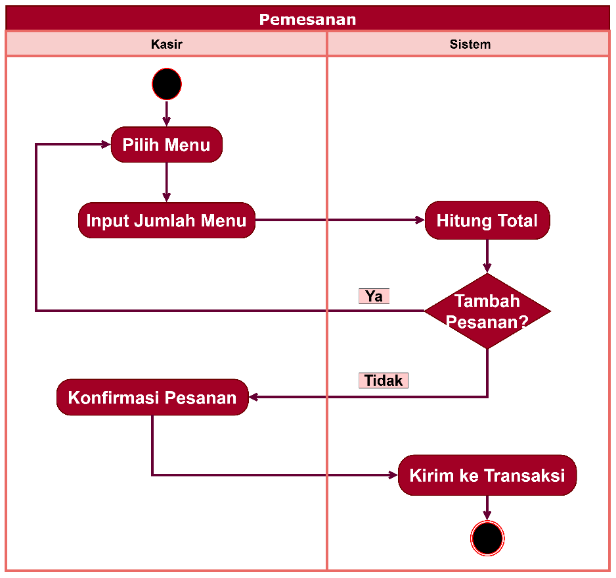 Pemesanan
Kasir
Sistem
Pilih Menu
Input Jumlah Menu
Hitung Total
Tambah
Pesanan?
Ya
Tidak
Konfirmasi Pesanan
Kirim ke Transaksi